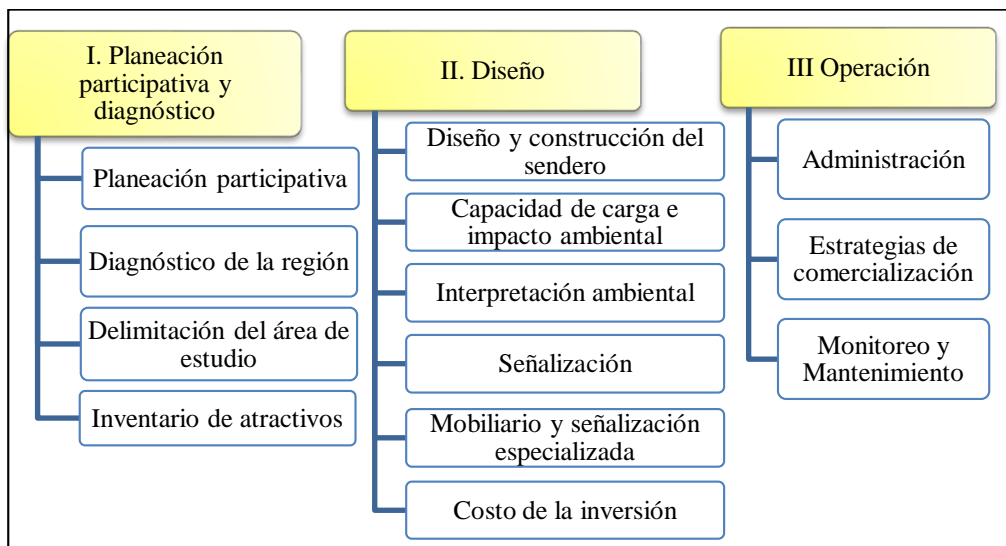 I. Planeación
participativa y
diagnóstico
Planeación participativa
Diagnóstico de la región
Delimitación del área de
estudio
Inventario de atractivos
II. Diseño
Diseño y construcción del
sendero
Capacidad de carga e
impacto ambiental
Interpretación ambiental
Señalización
Mobiliario y señalización
especializada
Costo de la inversión
III Operación
Administración
Estrategias de
comercialización
Monitoreo y
Mantenimiento